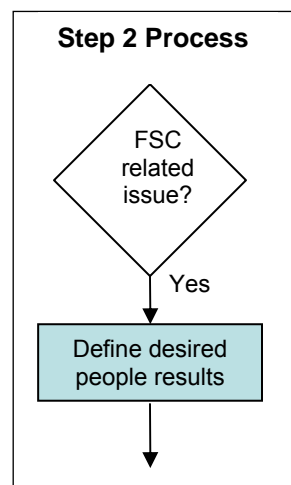 Step 2 Process
FSC
related
issue?
Yes
Define desired
people results